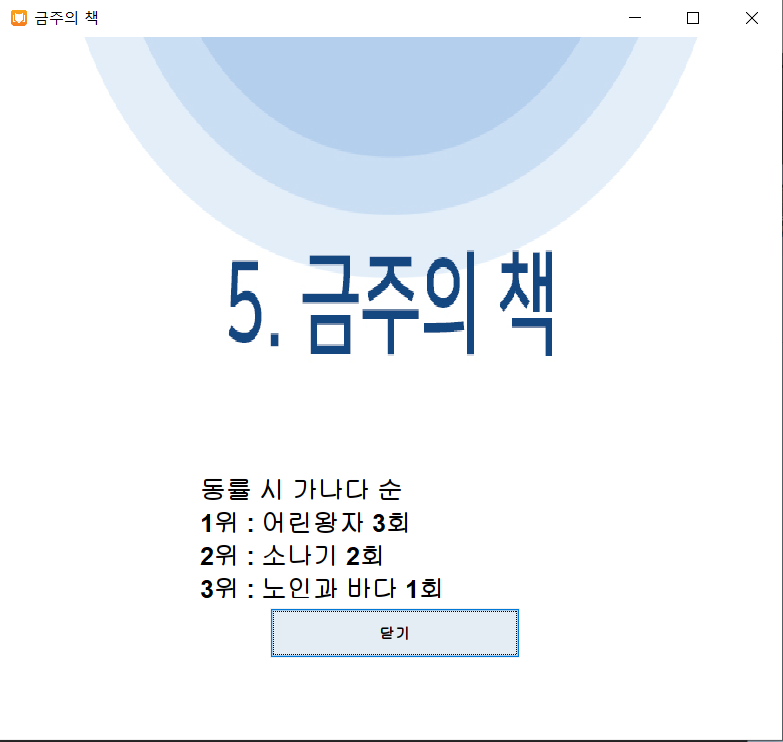 금주의 책
5. 금주의 책
동률 시 가나다 순
1위 : 어린왕자 3회
2위 : 소나기 2회
3위 : 노인과 바다 1회
닫기